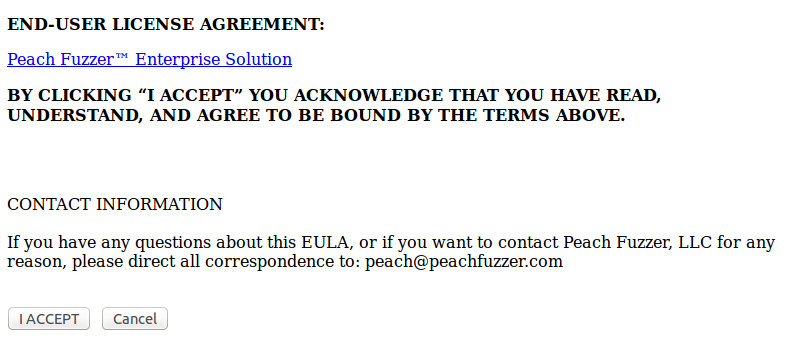 END-USER LICENSE AGREEMENT:
Peach Fuzzer™ Enterprise Solution
BY CLICKING “I ACCEPT” YOU ACKNOWLEDGE THAT YOU HAVE READ,
UNDERSTAND, AND AGREE TO BE BOUND BY THE TERMS ABOVE.
CONTACT INFORMATION
If you have any questions about this EULA, or if you want to contact Peach Fuzzer, LLC for any
reason, please direct all correspondence to: peach@peachfuzzer.com
I ACCEPT Cancel